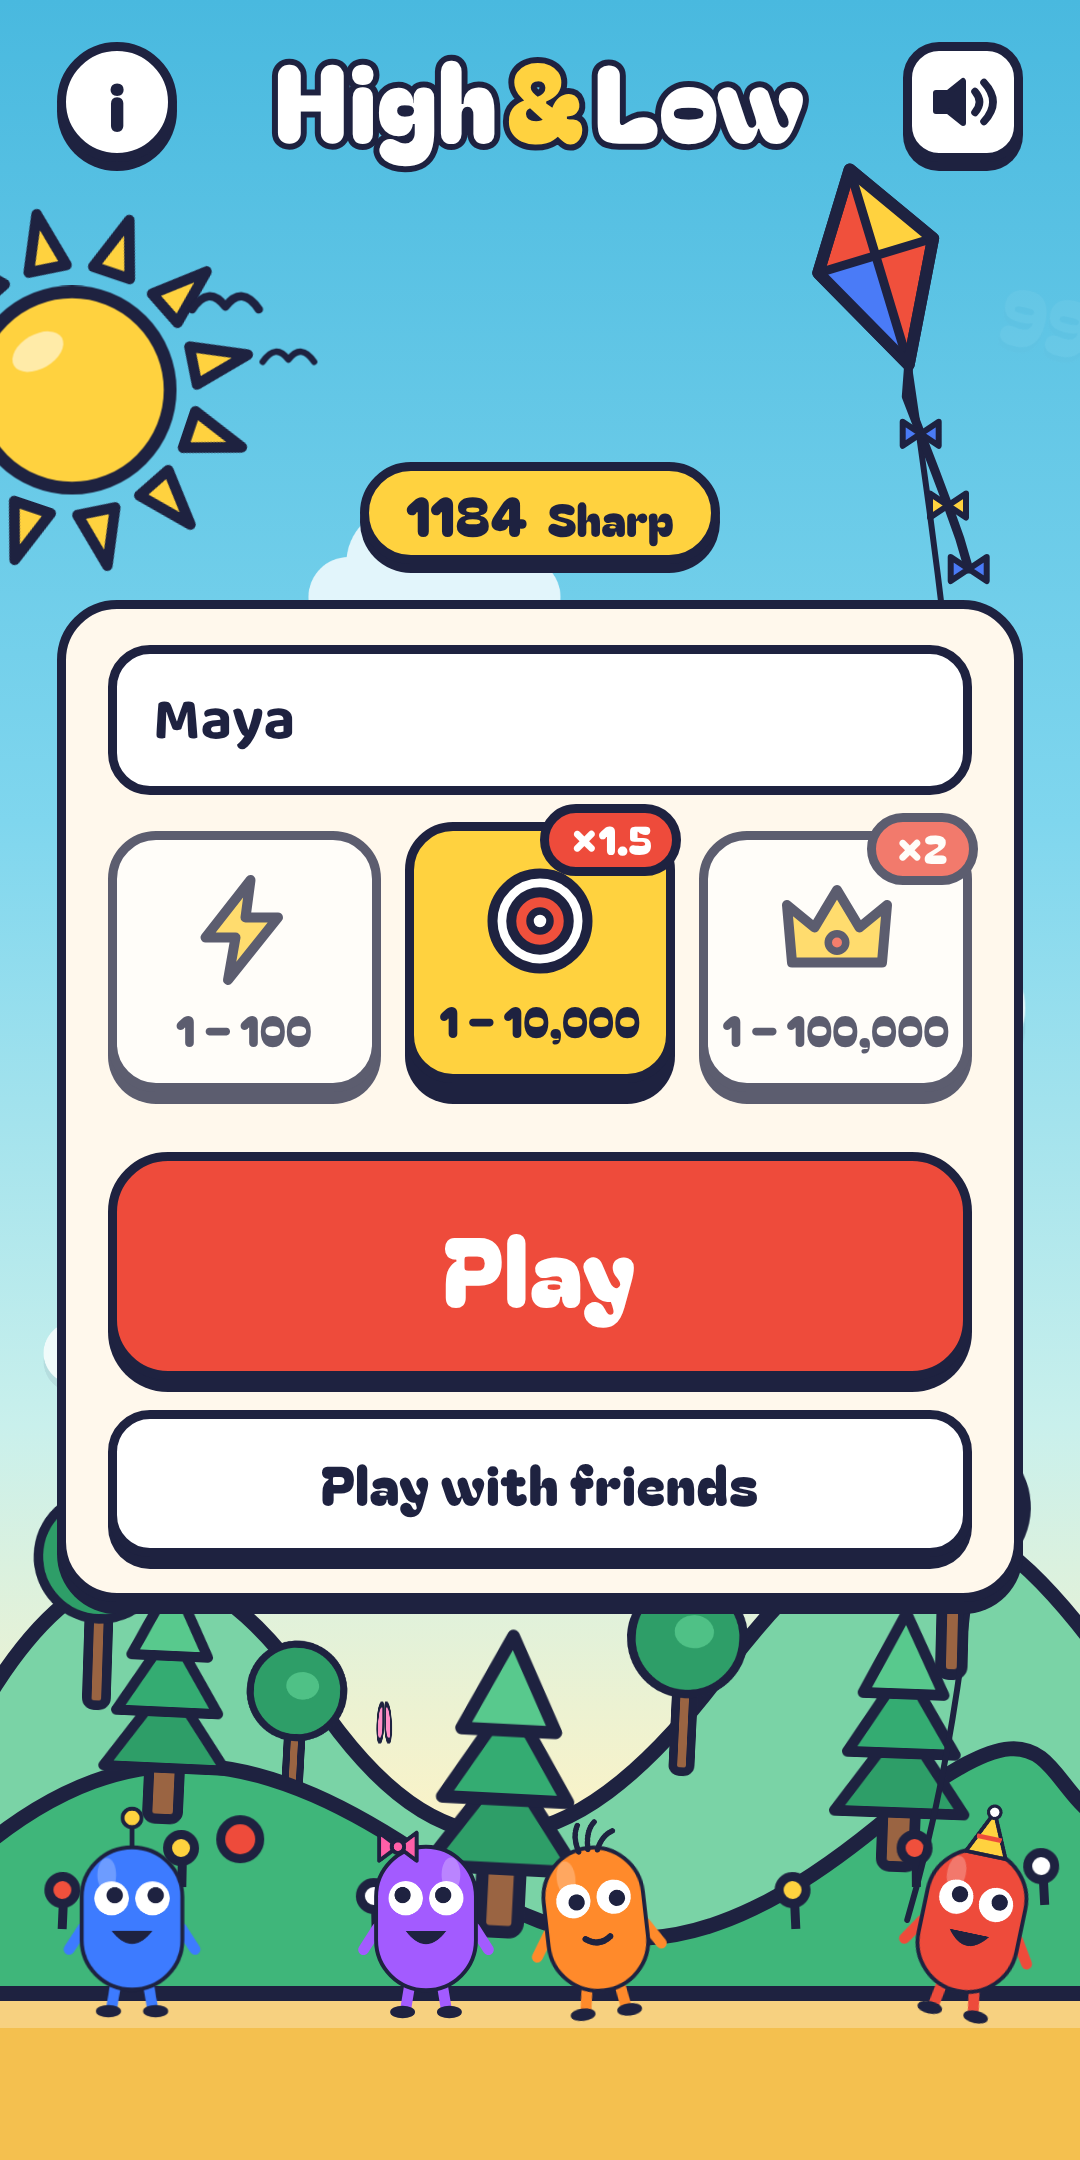 i
High & Low
1184 Sharp
Maya
×1.5
×2
1 – 100
1 – 10,000
1 – 100,000
Play
Play with friends